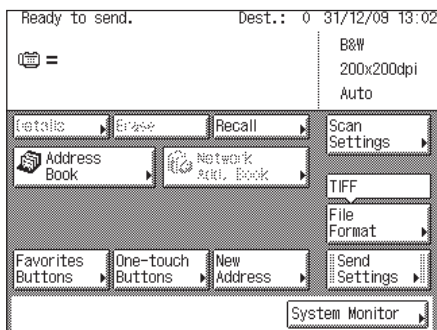 Ready to send. Dest.: 0 31/12/09 13:02
B&W
=
200x200dpi
Auto
Details Erase Recall Scan Settings
Address Book Network Add. Book
TIFF
File Format
Favorites Buttons One-touch Buttons New Address Send Settings
System Monitor